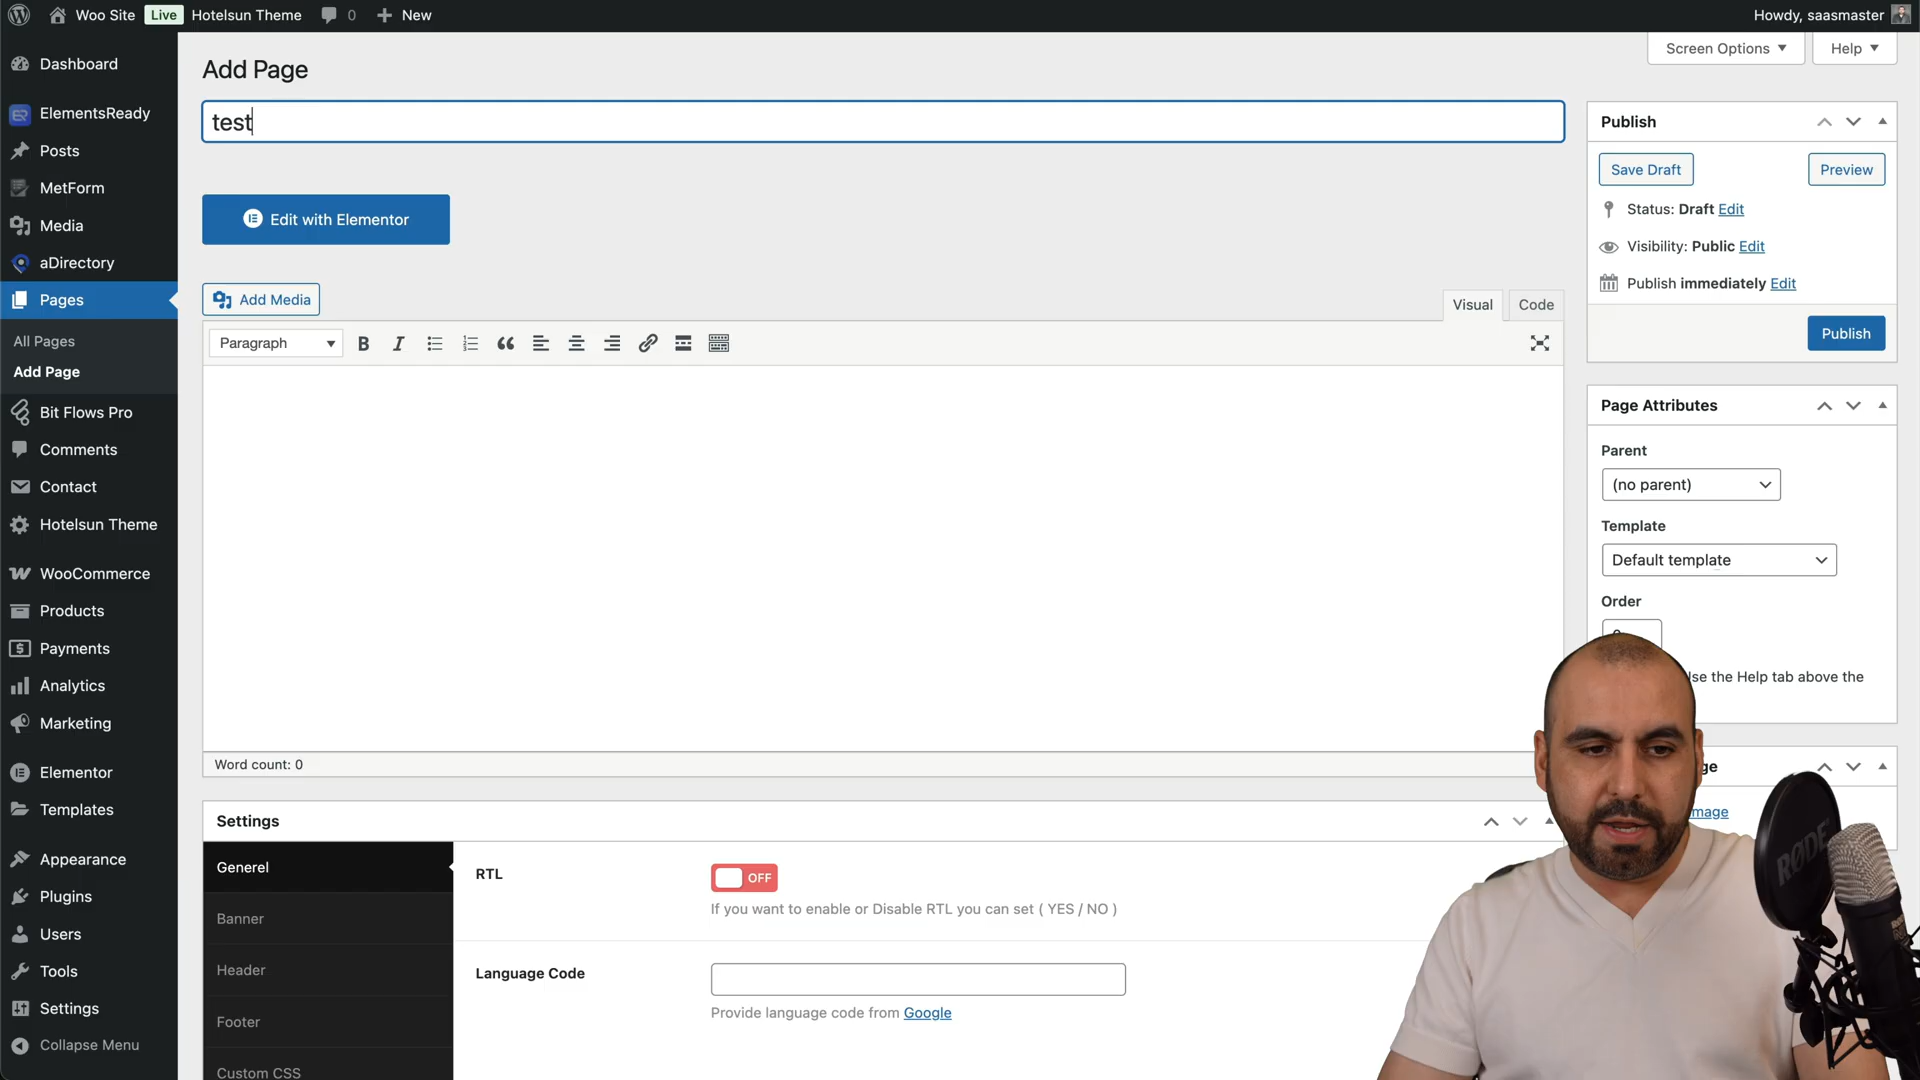 Woo Site Live Hotelsun Theme 0 New
Howdy, saasmaster
Screen Options
Help
Dashboard
ElementsReady
Posts
MetForm
Media
aDirectory
Pages
All Pages
Add Page
Bit Flows Pro
Comments
Contact
Hotelsun Theme
WooCommerce
Products
Payments
Analytics
Marketing
Elementor
Templates
Appearance
Plugins
Users
Tools
Settings
Collapse Menu
Add Page
test
Edit with Elementor
Add Media
Visual Code
Paragraph
Word count: 0
Settings
Generel
Banner
Header
Footer
Custom CSS
RTL
OFF
If you want to enable or Disable RTL you can set ( YES / NO )
Language Code
Provide language code from Google
Publish
Save Draft
Preview
Status: Draft Edit
Visibility: Public Edit
Publish immediately Edit
Publish
Page Attributes
Parent
(no parent)
Template
Default template
Order
the Help tab above the
RØDE